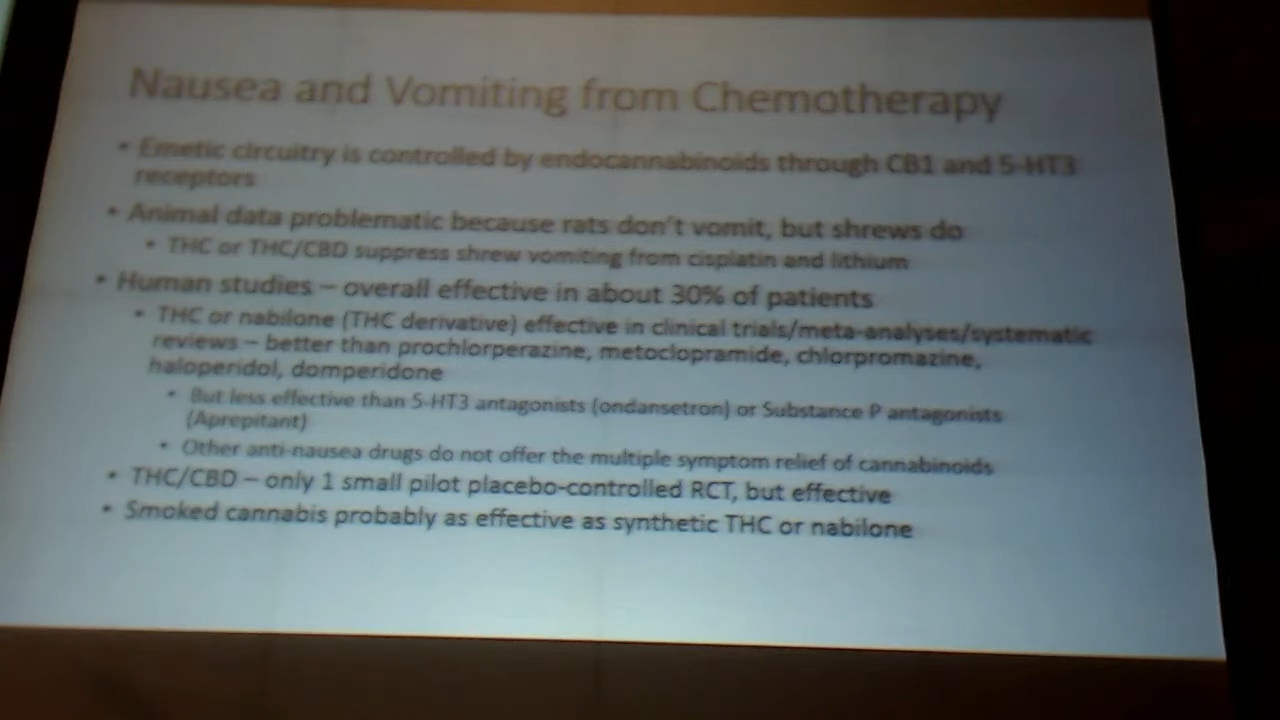 Nausea and Vomiting from Chemotherapy
• Emetic circuitry is controlled by endocannabinoids through CB1 and 5-HT3
receptors
• Animal data problematic because rats don't vomit, but shrews do
• THC or THC/CBD suppress shrew vomiting from cisplatin and lithium
• Human studies – overall effective in about 30% of patients
• THC or nabilone (THC derivative) effective in clinical trials/meta-analyses/systematic
reviews – better than prochlorperazine, metoclopramide, chlorpromazine,
haloperidol, domperidone
• But less effective than 5-HT3 antagonists (ondansetron) or Substance P antagonists
(Aprepitant)
• Other anti-nausea drugs do not offer the multiple symptom relief of cannabinoids
• THC/CBD – only 1 small pilot placebo-controlled RCT, but effective
• Smoked cannabis probably as effective as synthetic THC or nabilone